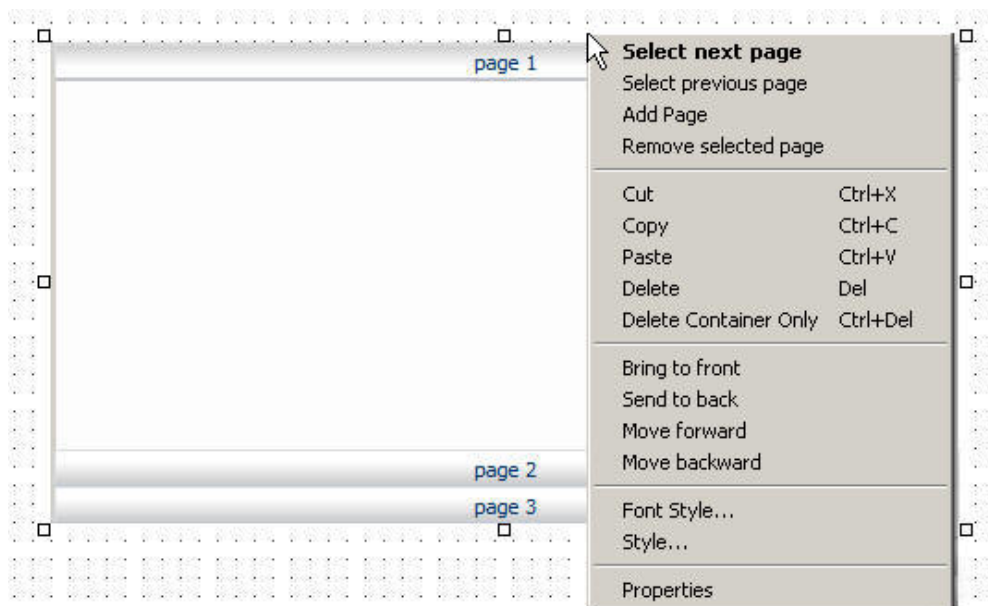 page 1
page 2
page 3
Select next page
Select previous page
Add Page
Remove selected page
Cut Ctrl+X
Copy Ctrl+C
Paste Ctrl+V
Delete Del
Delete Container Only Ctrl+Del
Bring to front
Send to back
Move forward
Move backward
Font Style...
Style...
Properties